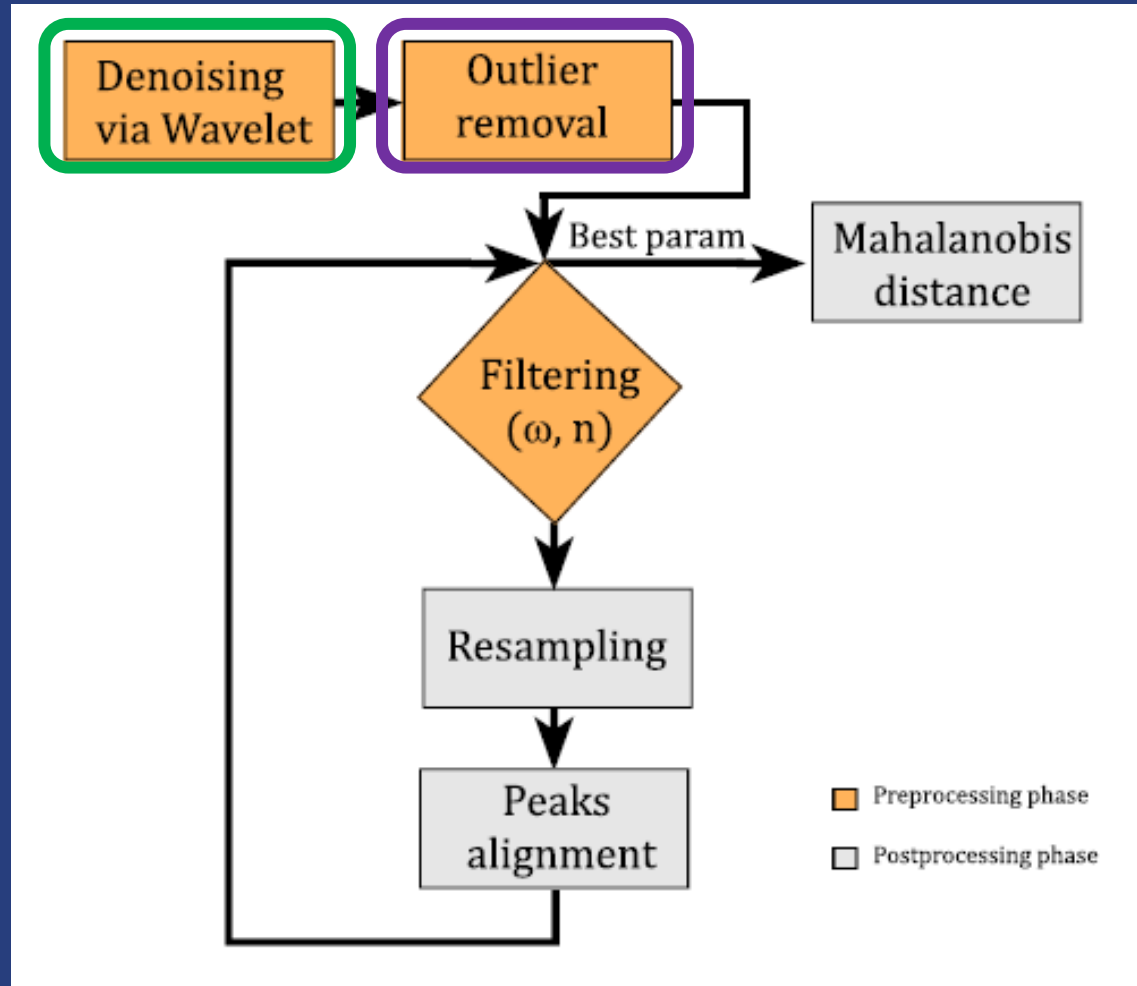 Denoising
via Wavelet
Outlier
removal
Best param
Mahalanobis
distance
Filtering
(ω, n)
Resampling
Peaks
alignment
Preprocessing phase
Postprocessing phase